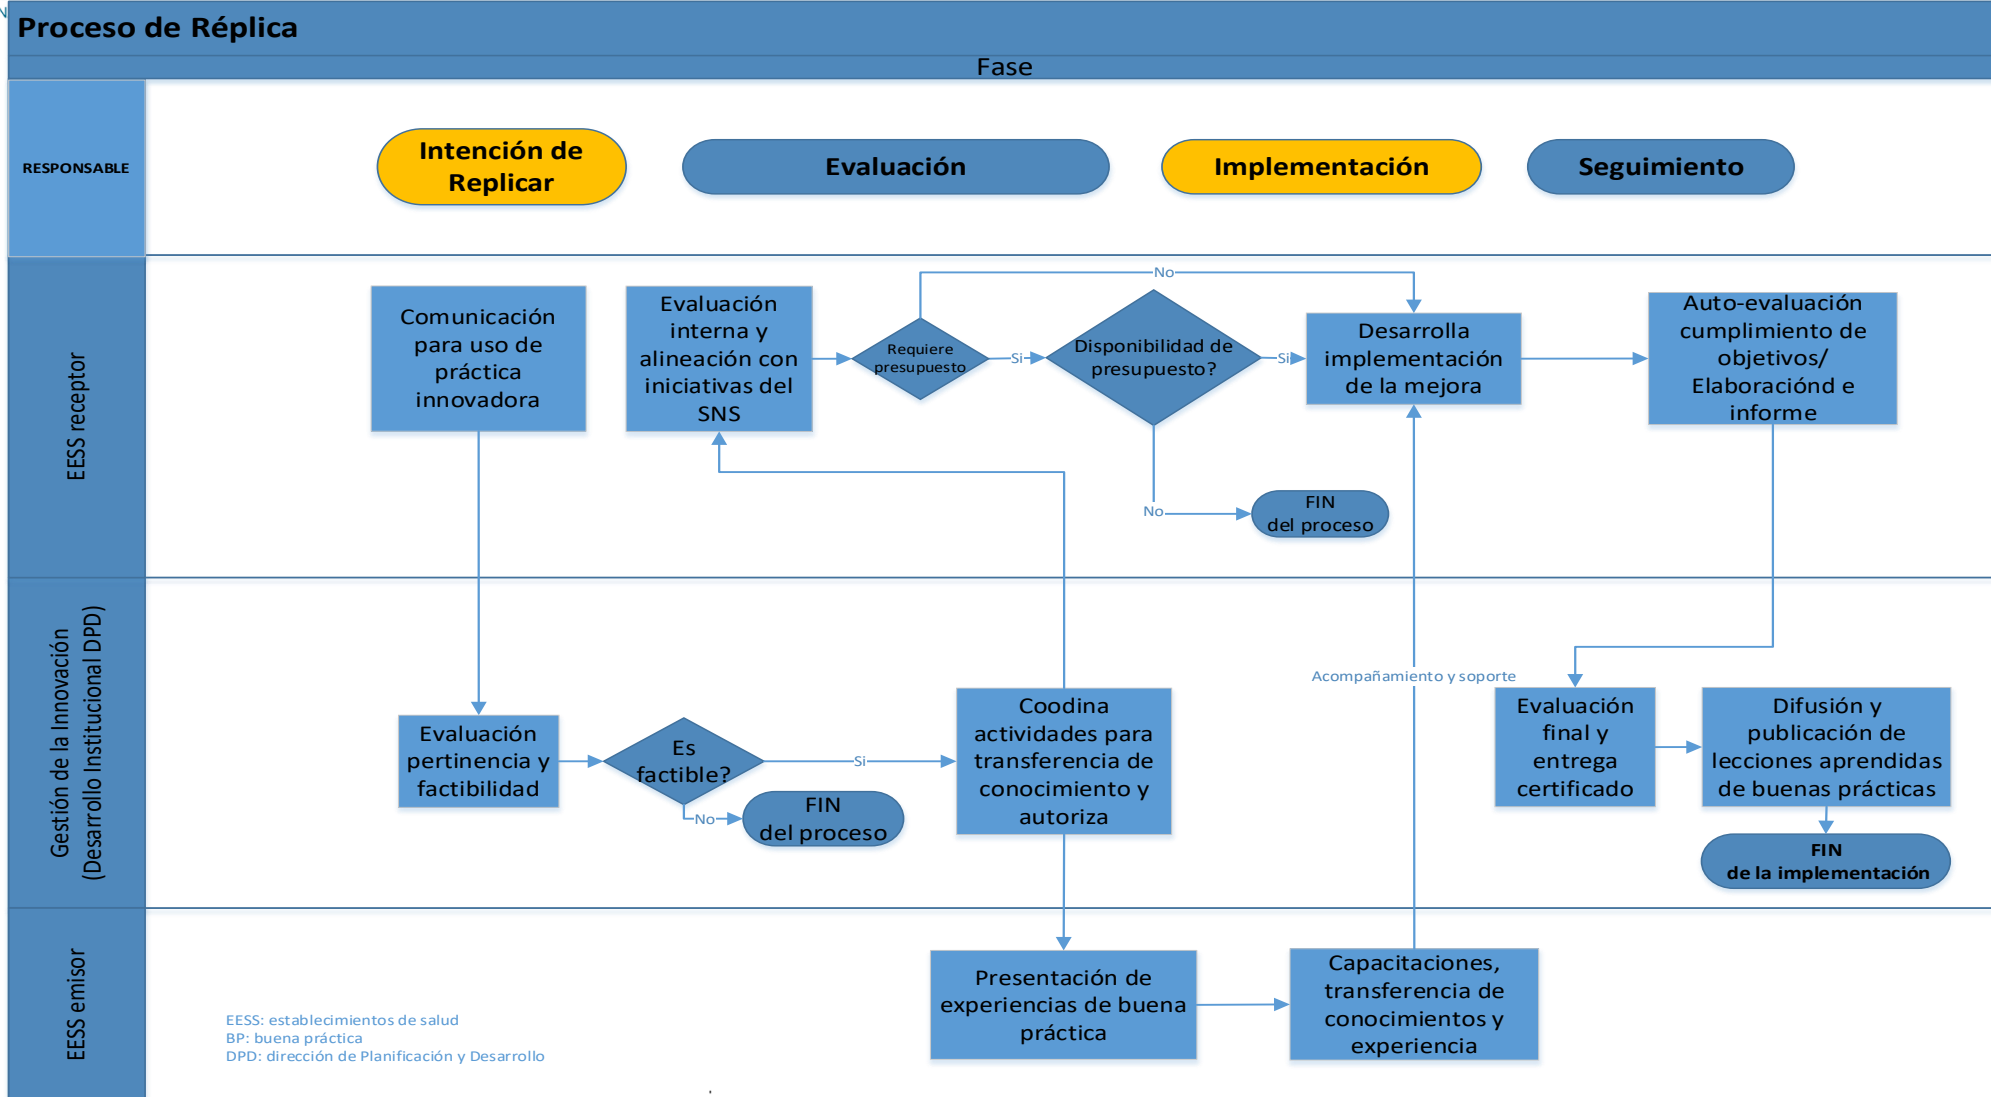 N
Proceso de Réplica
Fase
RESPONSABLE
Intención de
Replicar
Evaluación
Implementación
Seguimiento
EESS receptor
Comunicación
para uso de
práctica
innovadora
Evaluación
interna y
alineación con
iniciativas del
SNS
Requiere
presupuesto
Si
No
Disponibilidad de
presupuesto?
Si
No
FIN
del proceso
Desarrolla
implementación
de la mejora
Auto-evaluación
cumplimiento de
objetivos/
Elaboraciónd e
informe
Gestión de la Innovación
(Desarrollo Institucional DPD)
Evaluación
pertinencia y
factibilidad
Es
factible?
Si
No
FIN
del proceso
Coodina
actividades para
transferencia de
conocimiento y
autoriza
Acompañamiento y soporte
Evaluación
final y
entrega
certificado
Difusión y
publicación de
lecciones aprendidas
de buenas prácticas
FIN
de la implementación
EESS emisor
Presentación de
experiencias de buena
práctica
Capacitaciones,
transferencia de
conocimientos y
experiencia
EESS: establecimientos de salud
BP: buena práctica
DPD: dirección de Planificación y Desarrollo
.